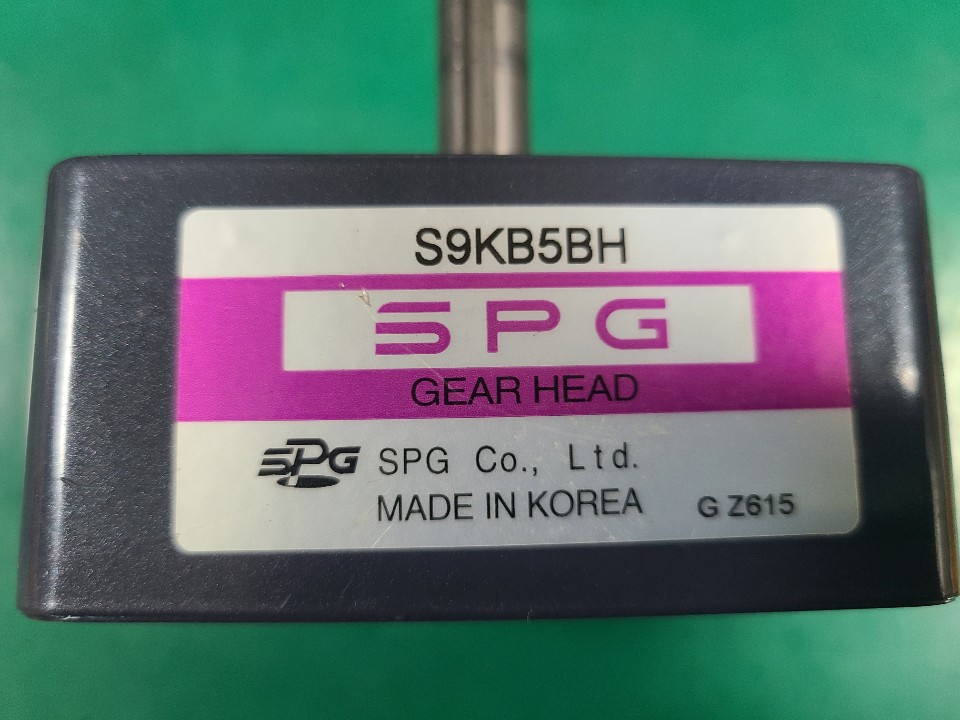 S9KB5BH
SPG
GEAR HEAD
SPG SPG Co., Ltd.
MADE IN KOREA G Z615